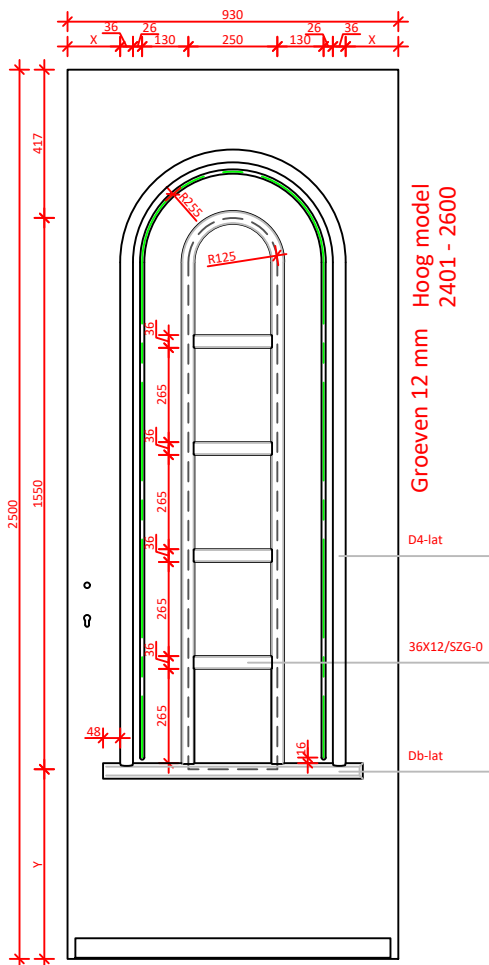 930
36
26
26
36
X
130
250
130
X
417
R255
R125
Hoog model
2401 - 2600
Groeven 12 mm
36
265
36
265
36
265
36
265
2500
1550
D4-lat
36X12/SZG-0
48
16
Db-lat
Y